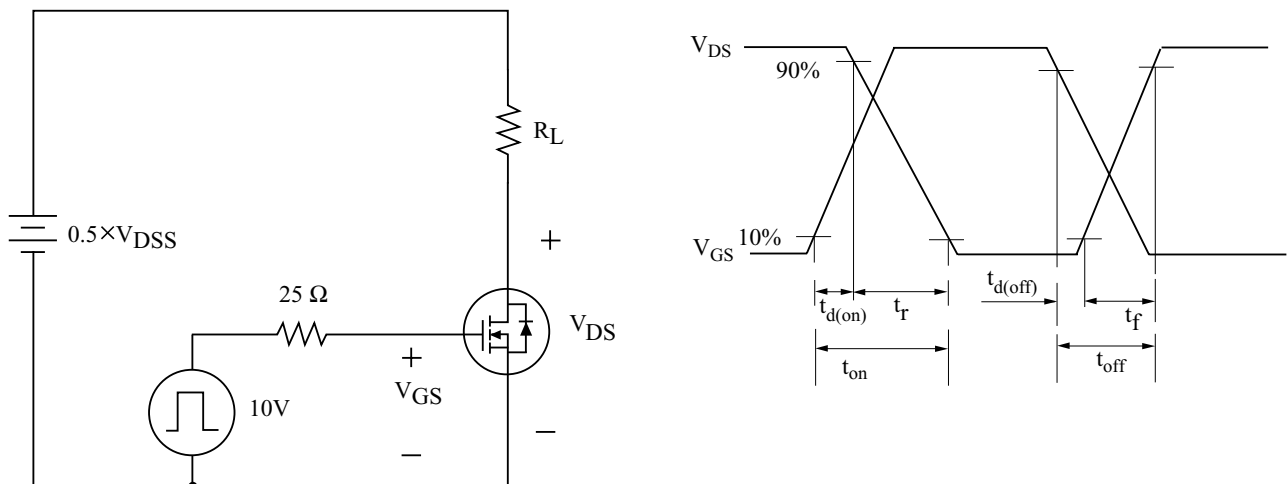 R_L
0.5×V_DSS
+
25 Ω
V_DS
+
V_GS
10V
−
−
V_DS
90%
V_GS
10%
t_d(on)
t_r
t_d(off)
t_f
t_on
t_off